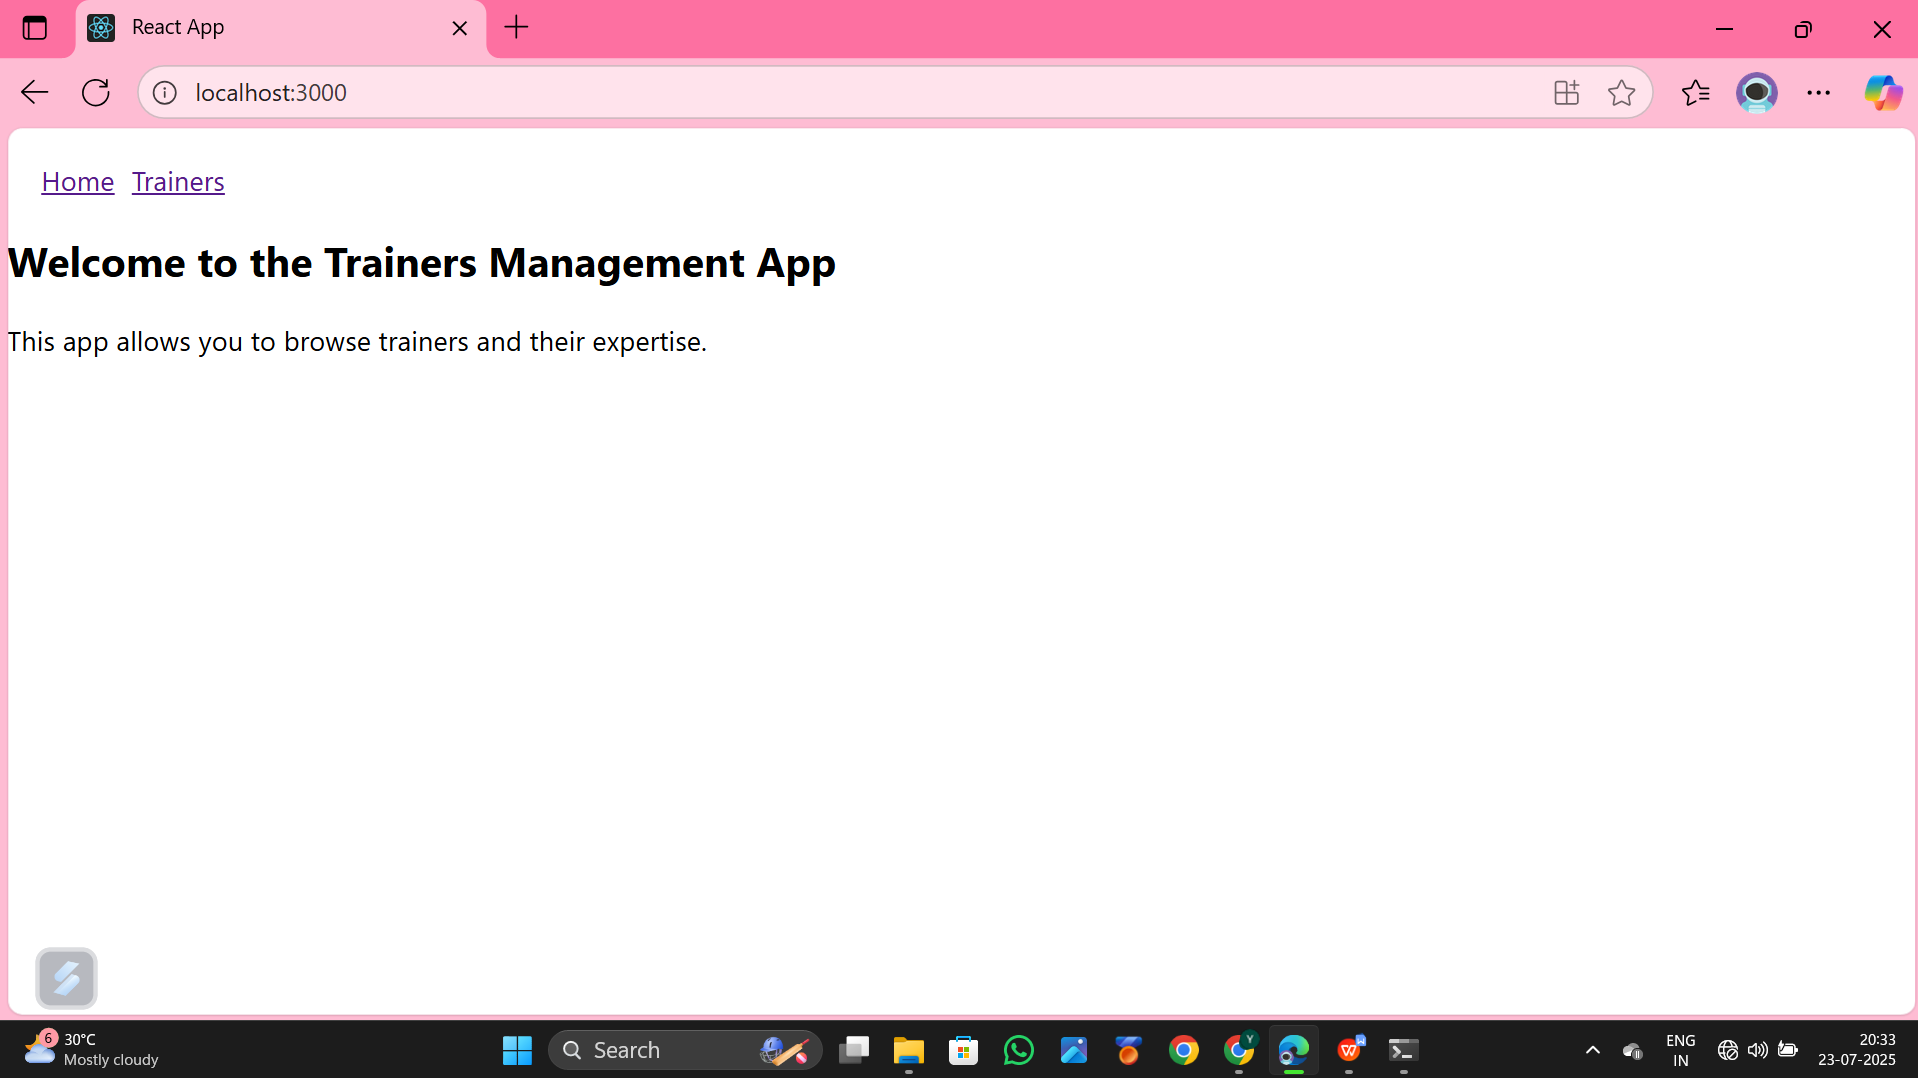 React App
localhost:3000
Home Trainers
Welcome to the Trainers Management App
This app allows you to browse trainers and their expertise.
6
30°C
Mostly cloudy
Search
Y
W
ENG
IN
20:33
23-07-2025